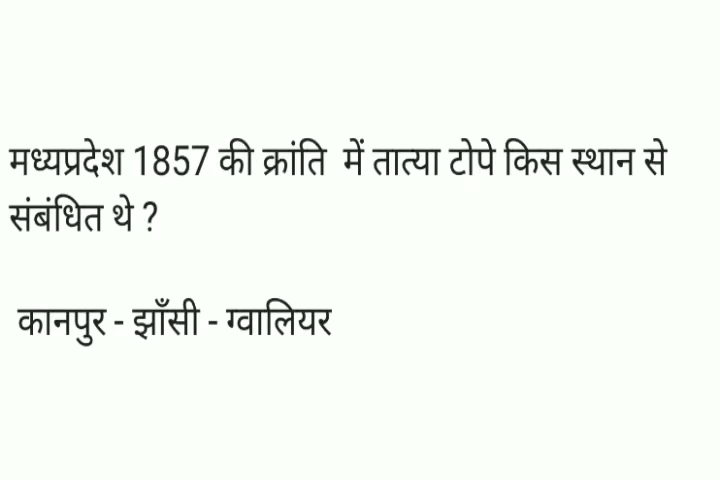 मध्यप्रदेश 1857 की क्रांति में तात्या टोपे किस स्थान से
संबंधित थे ?
कानपुर - झाँसी - ग्वालियर